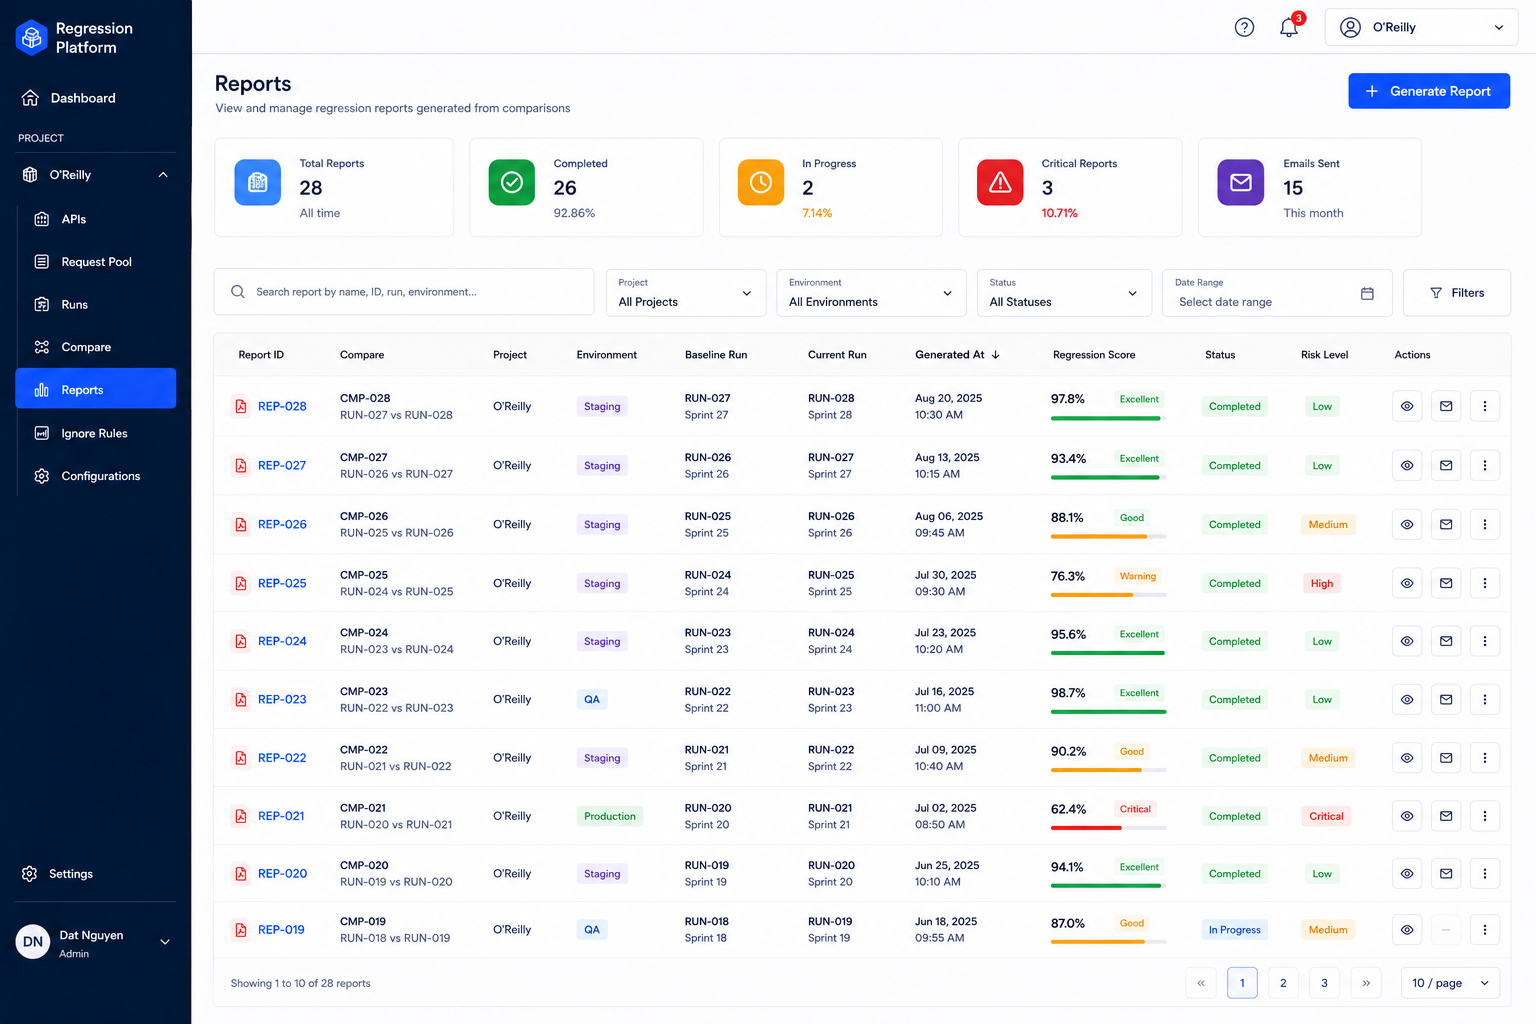 Regression
Platform
Dashboard
PROJECT
O'Reilly
APIs
Request Pool
Runs
Compare
Reports
Ignore Rules
Configurations
Settings
DN
Dat Nguyen
Admin
3
O'Reilly
Reports
View and manage regression reports generated from comparisons
Generate Report
Total Reports
28
All time
Completed
26
92.86%
In Progress
2
7.14%
Critical Reports
3
10.71%
Emails Sent
15
This month
Search report by name, ID, run, environment...
Project
All Projects
Environment
All Environments
Status
All Statuses
Date Range
Select date range
Filters
Report ID Compare Project Environment Baseline Run Current Run Generated At ↓ Regression Score Status Risk Level Actions
REP-028 CMP-028 O'Reilly Staging RUN-027 RUN-028 Aug 20, 2025 97.8% Excellent Completed Low
RUN-027 vs RUN-028 Sprint 27 Sprint 28 10:30 AM
REP-027 CMP-027 O'Reilly Staging RUN-026 RUN-027 Aug 13, 2025 93.4% Excellent Completed Low
RUN-026 vs RUN-027 Sprint 26 Sprint 27 10:15 AM
REP-026 CMP-026 O'Reilly Staging RUN-025 RUN-026 Aug 06, 2025 88.1% Good Completed Medium
RUN-025 vs RUN-026 Sprint 25 Sprint 26 09:45 AM
REP-025 CMP-025 O'Reilly Staging RUN-024 RUN-025 Jul 30, 2025 76.3% Warning Completed High
RUN-024 vs RUN-025 Sprint 24 Sprint 25 09:30 AM
REP-024 CMP-024 O'Reilly Staging RUN-023 RUN-024 Jul 23, 2025 95.6% Excellent Completed Low
RUN-023 vs RUN-024 Sprint 23 Sprint 24 10:20 AM
REP-023 CMP-023 O'Reilly QA RUN-022 RUN-023 Jul 16, 2025 98.7% Excellent Completed Low
RUN-022 vs RUN-023 Sprint 22 Sprint 23 11:00 AM
REP-022 CMP-022 O'Reilly Staging RUN-021 RUN-022 Jul 09, 2025 90.2% Good Completed Medium
RUN-021 vs RUN-022 Sprint 21 Sprint 22 10:40 AM
REP-021 CMP-021 O'Reilly Production RUN-020 RUN-021 Jul 02, 2025 62.4% Critical Completed Critical
RUN-020 vs RUN-021 Sprint 20 Sprint 21 08:50 AM
REP-020 CMP-020 O'Reilly Staging RUN-019 RUN-020 Jun 25, 2025 94.1% Excellent Completed Low
RUN-019 vs RUN-020 Sprint 19 Sprint 20 10:10 AM
REP-019 CMP-019 O'Reilly QA RUN-018 RUN-019 Jun 18, 2025 87.0% Good In Progress Medium
RUN-018 vs RUN-019 Sprint 18 Sprint 19 09:55 AM
Showing 1 to 10 of 28 reports
« 1 2 3 » 10 / page